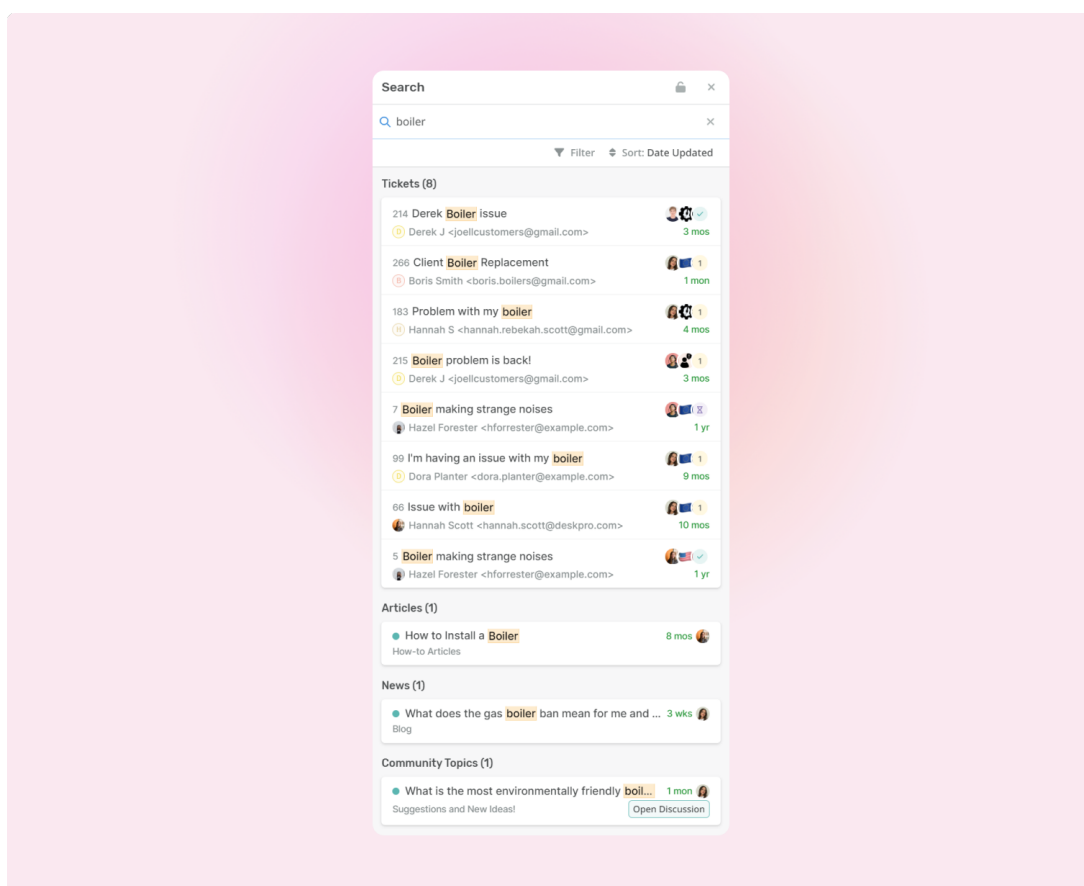 Search
boiler
Filter Sort: Date Updated
Tickets (8)
214 Derek Boiler issue
D Derek J <joellcustomers@gmail.com> 3 mos
266 Client Boiler Replacement 1
B Boris Smith <boris.boilers@gmail.com> 1 mon
183 Problem with my boiler 1
H Hannah S <hannah.rebekah.scott@gmail.com> 4 mos
215 Boiler problem is back! 1
D Derek J <joellcustomers@gmail.com> 3 mos
7 Boiler making strange noises
Hazel Forester <hforrester@example.com> 1 yr
99 I'm having an issue with my boiler 1
D Dora Planter <dora.planter@example.com> 9 mos
66 Issue with boiler 1
Hannah Scott <hannah.scott@deskpro.com> 10 mos
5 Boiler making strange noises
Hazel Forester <hforrester@example.com> 1 yr
Articles (1)
How to Install a Boiler 8 mos
How-to Articles
News (1)
What does the gas boiler ban mean for me and ... 3 wks
Blog
Community Topics (1)
What is the most environmentally friendly boil... 1 mon
Suggestions and New Ideas! Open Discussion